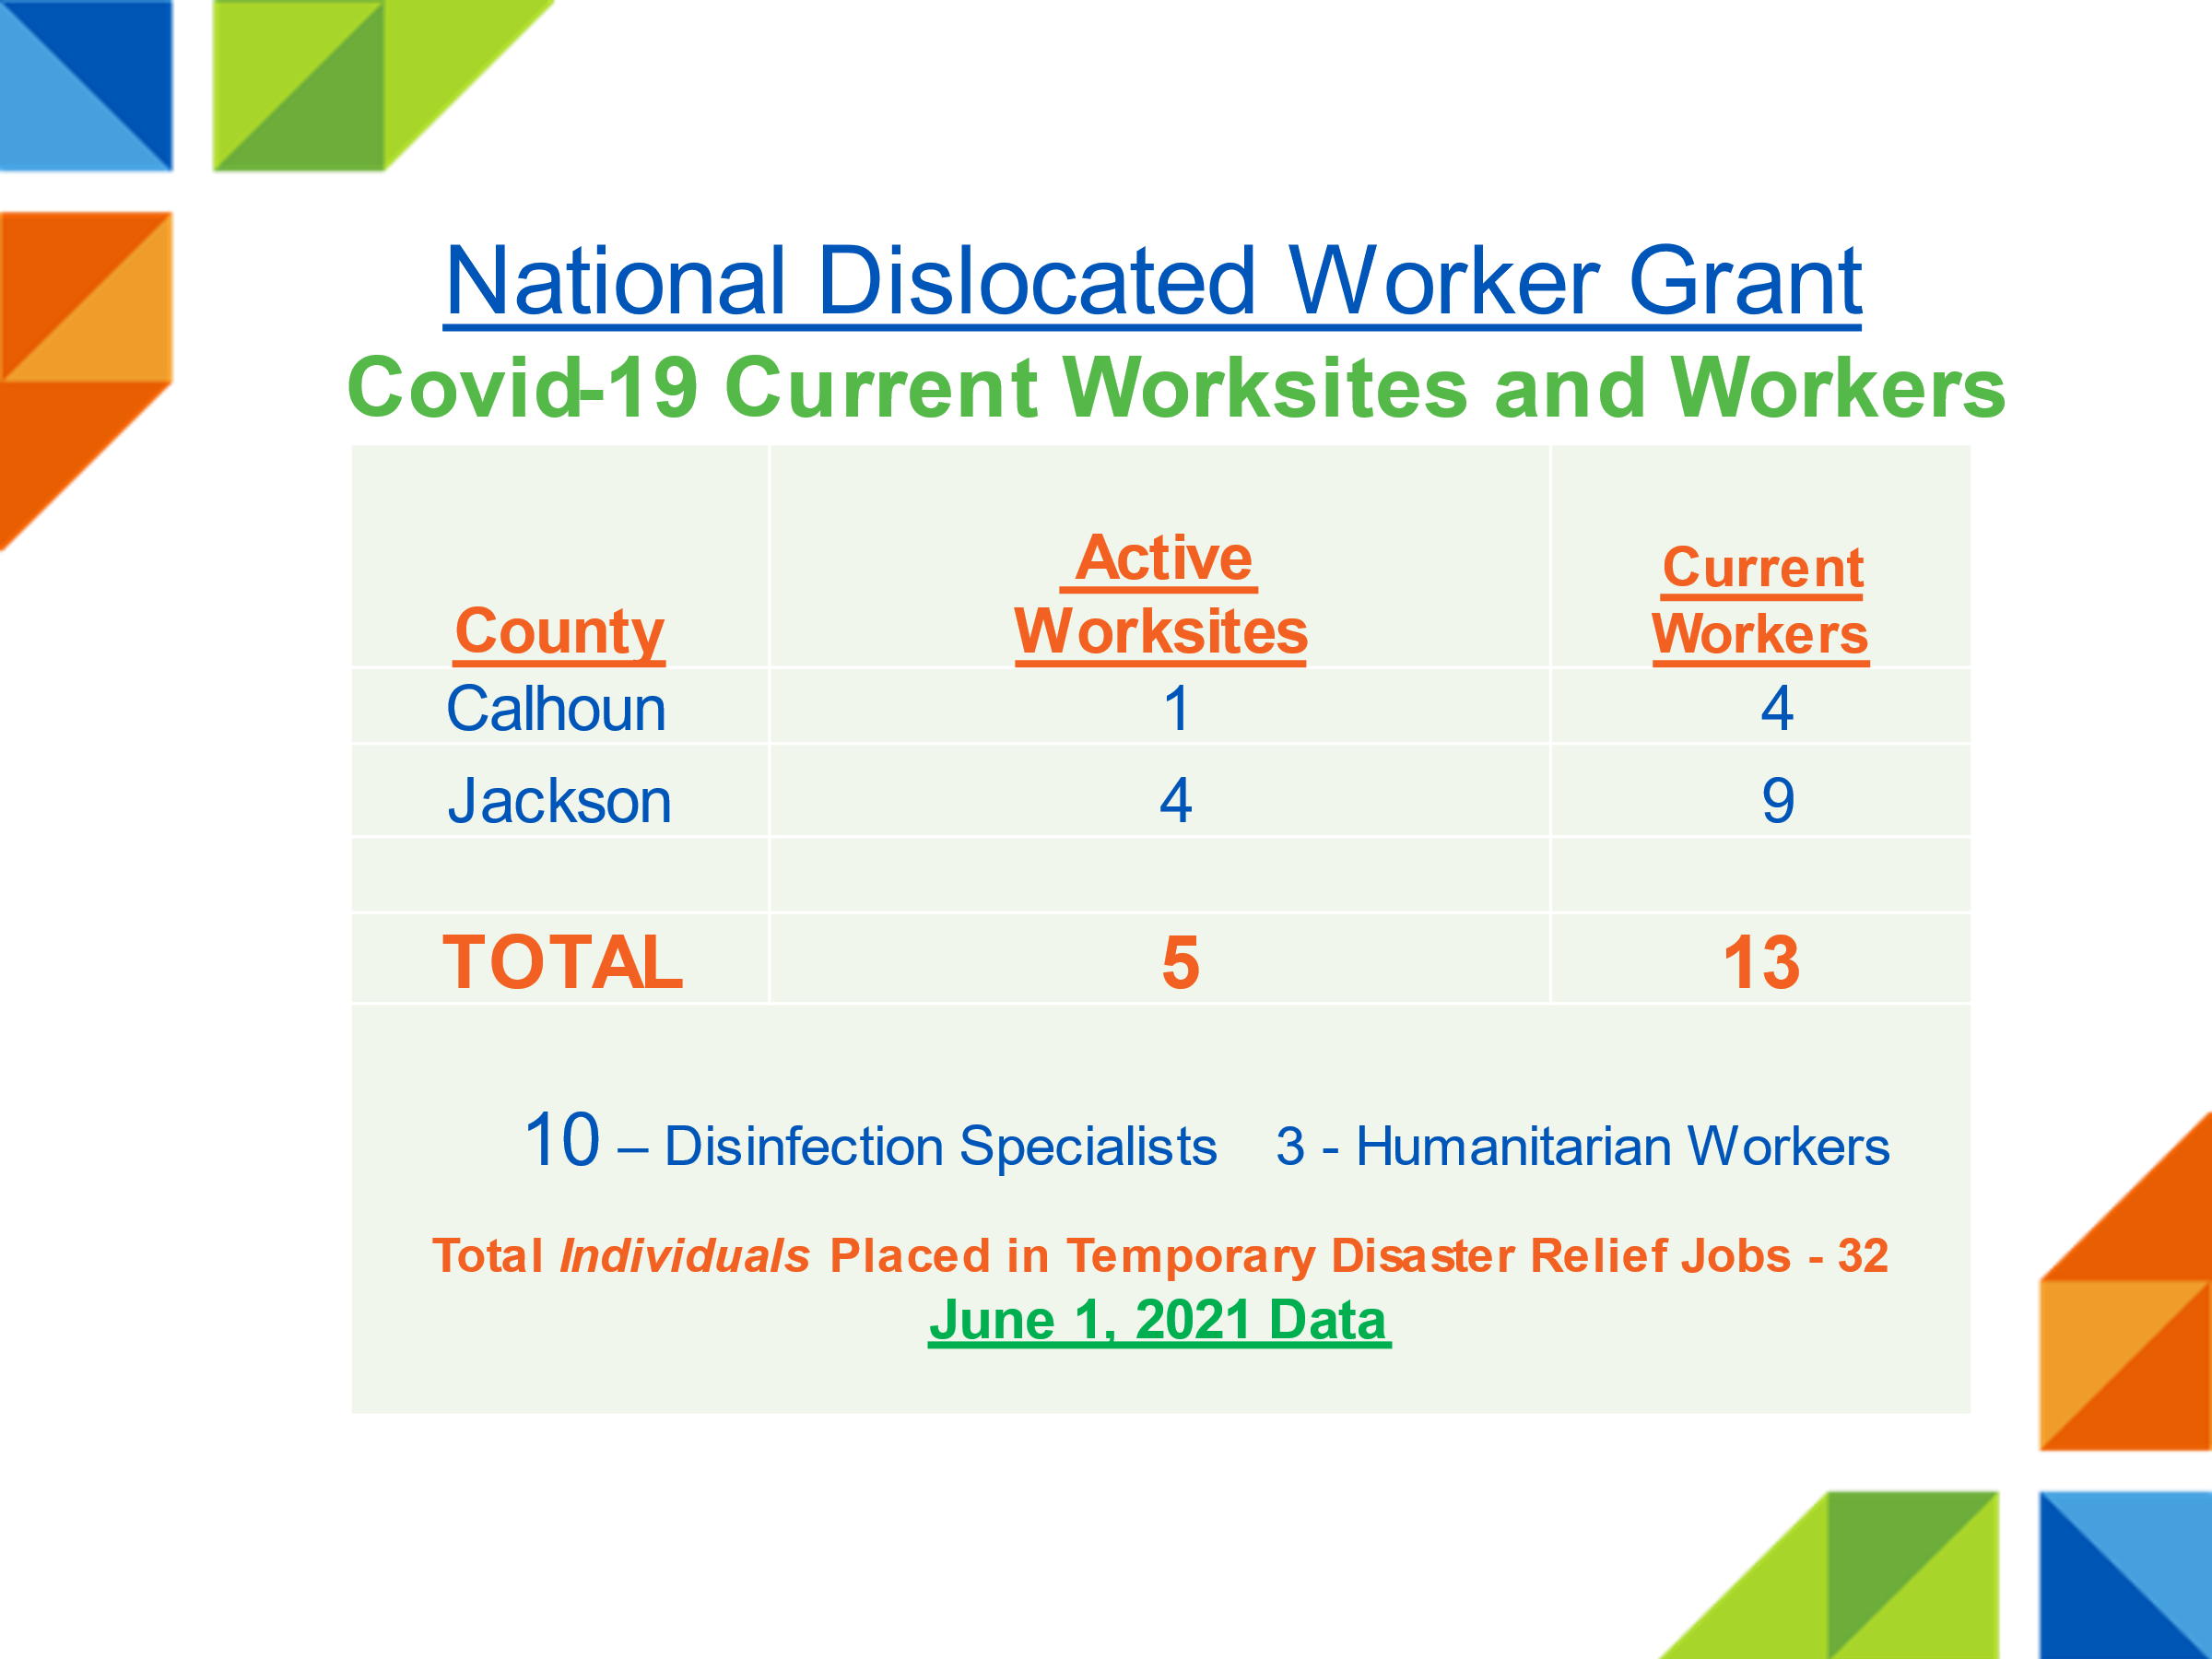 National Dislocated Worker Grant
Covid-19 Current Worksites and Workers
County Active Worksites Current Workers
Calhoun 1 4
Jackson 4 9
TOTAL 5 13
10 – Disinfection Specialists 3 - Humanitarian Workers
Total Individuals Placed in Temporary Disaster Relief Jobs - 32
June 1, 2021 Data